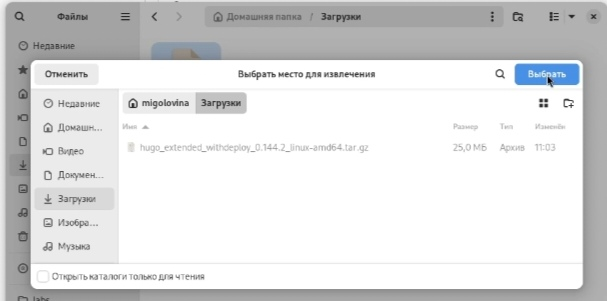 Файлы
Домашняя папка / Загрузки
Недавние
Отменить
Выбрать место для извлечения
Выбрать
Недавние
Домашн...
Видео
Докумен...
Загрузки
Изобра...
Музыка
migolovina
Загрузки
Имя
Размер
Тип
Изменён
hugo_extended_withdeploy_0.144.2_linux-amd64.tar.gz
25,0 МБ
Архив
11:03
Открыть каталоги только для чтения
labs